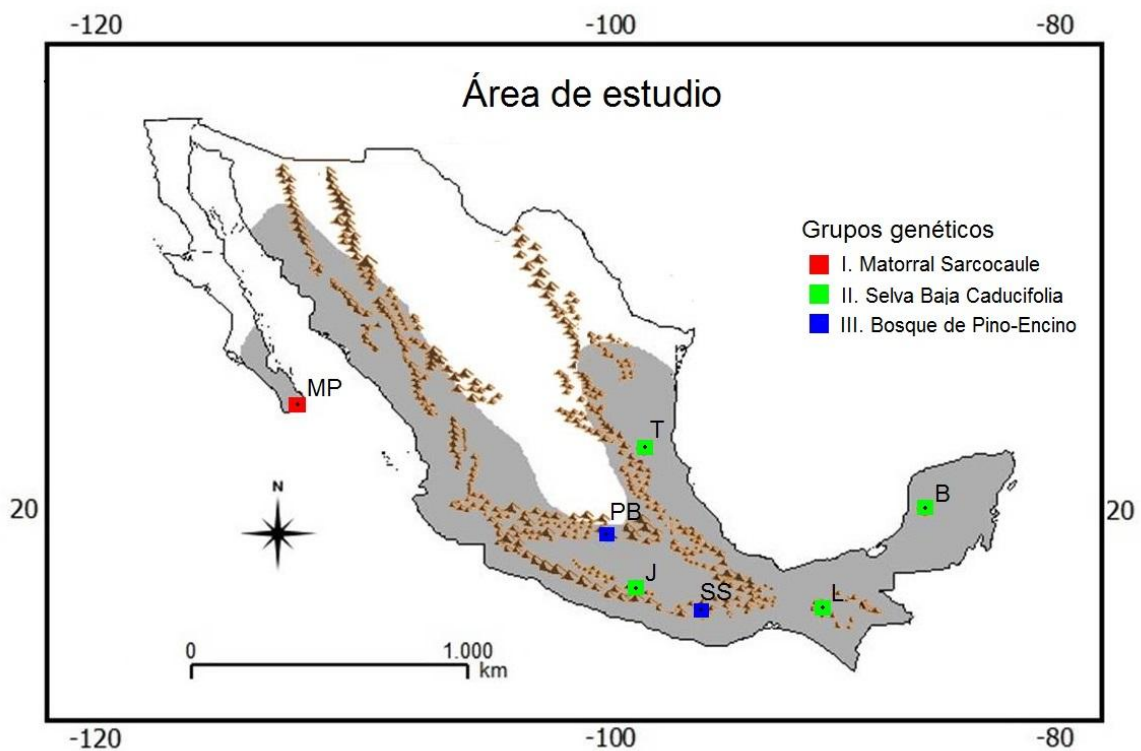 -120 -100 -80
Área de estudio
Grupos genéticos
I. Matorral Sarcocaule
II. Selva Baja Caducifolia
III. Bosque de Pino-Encino
MP
T
B
20 20
N
PB
J
SS
L
0 1.000
km
-120 -100 -80